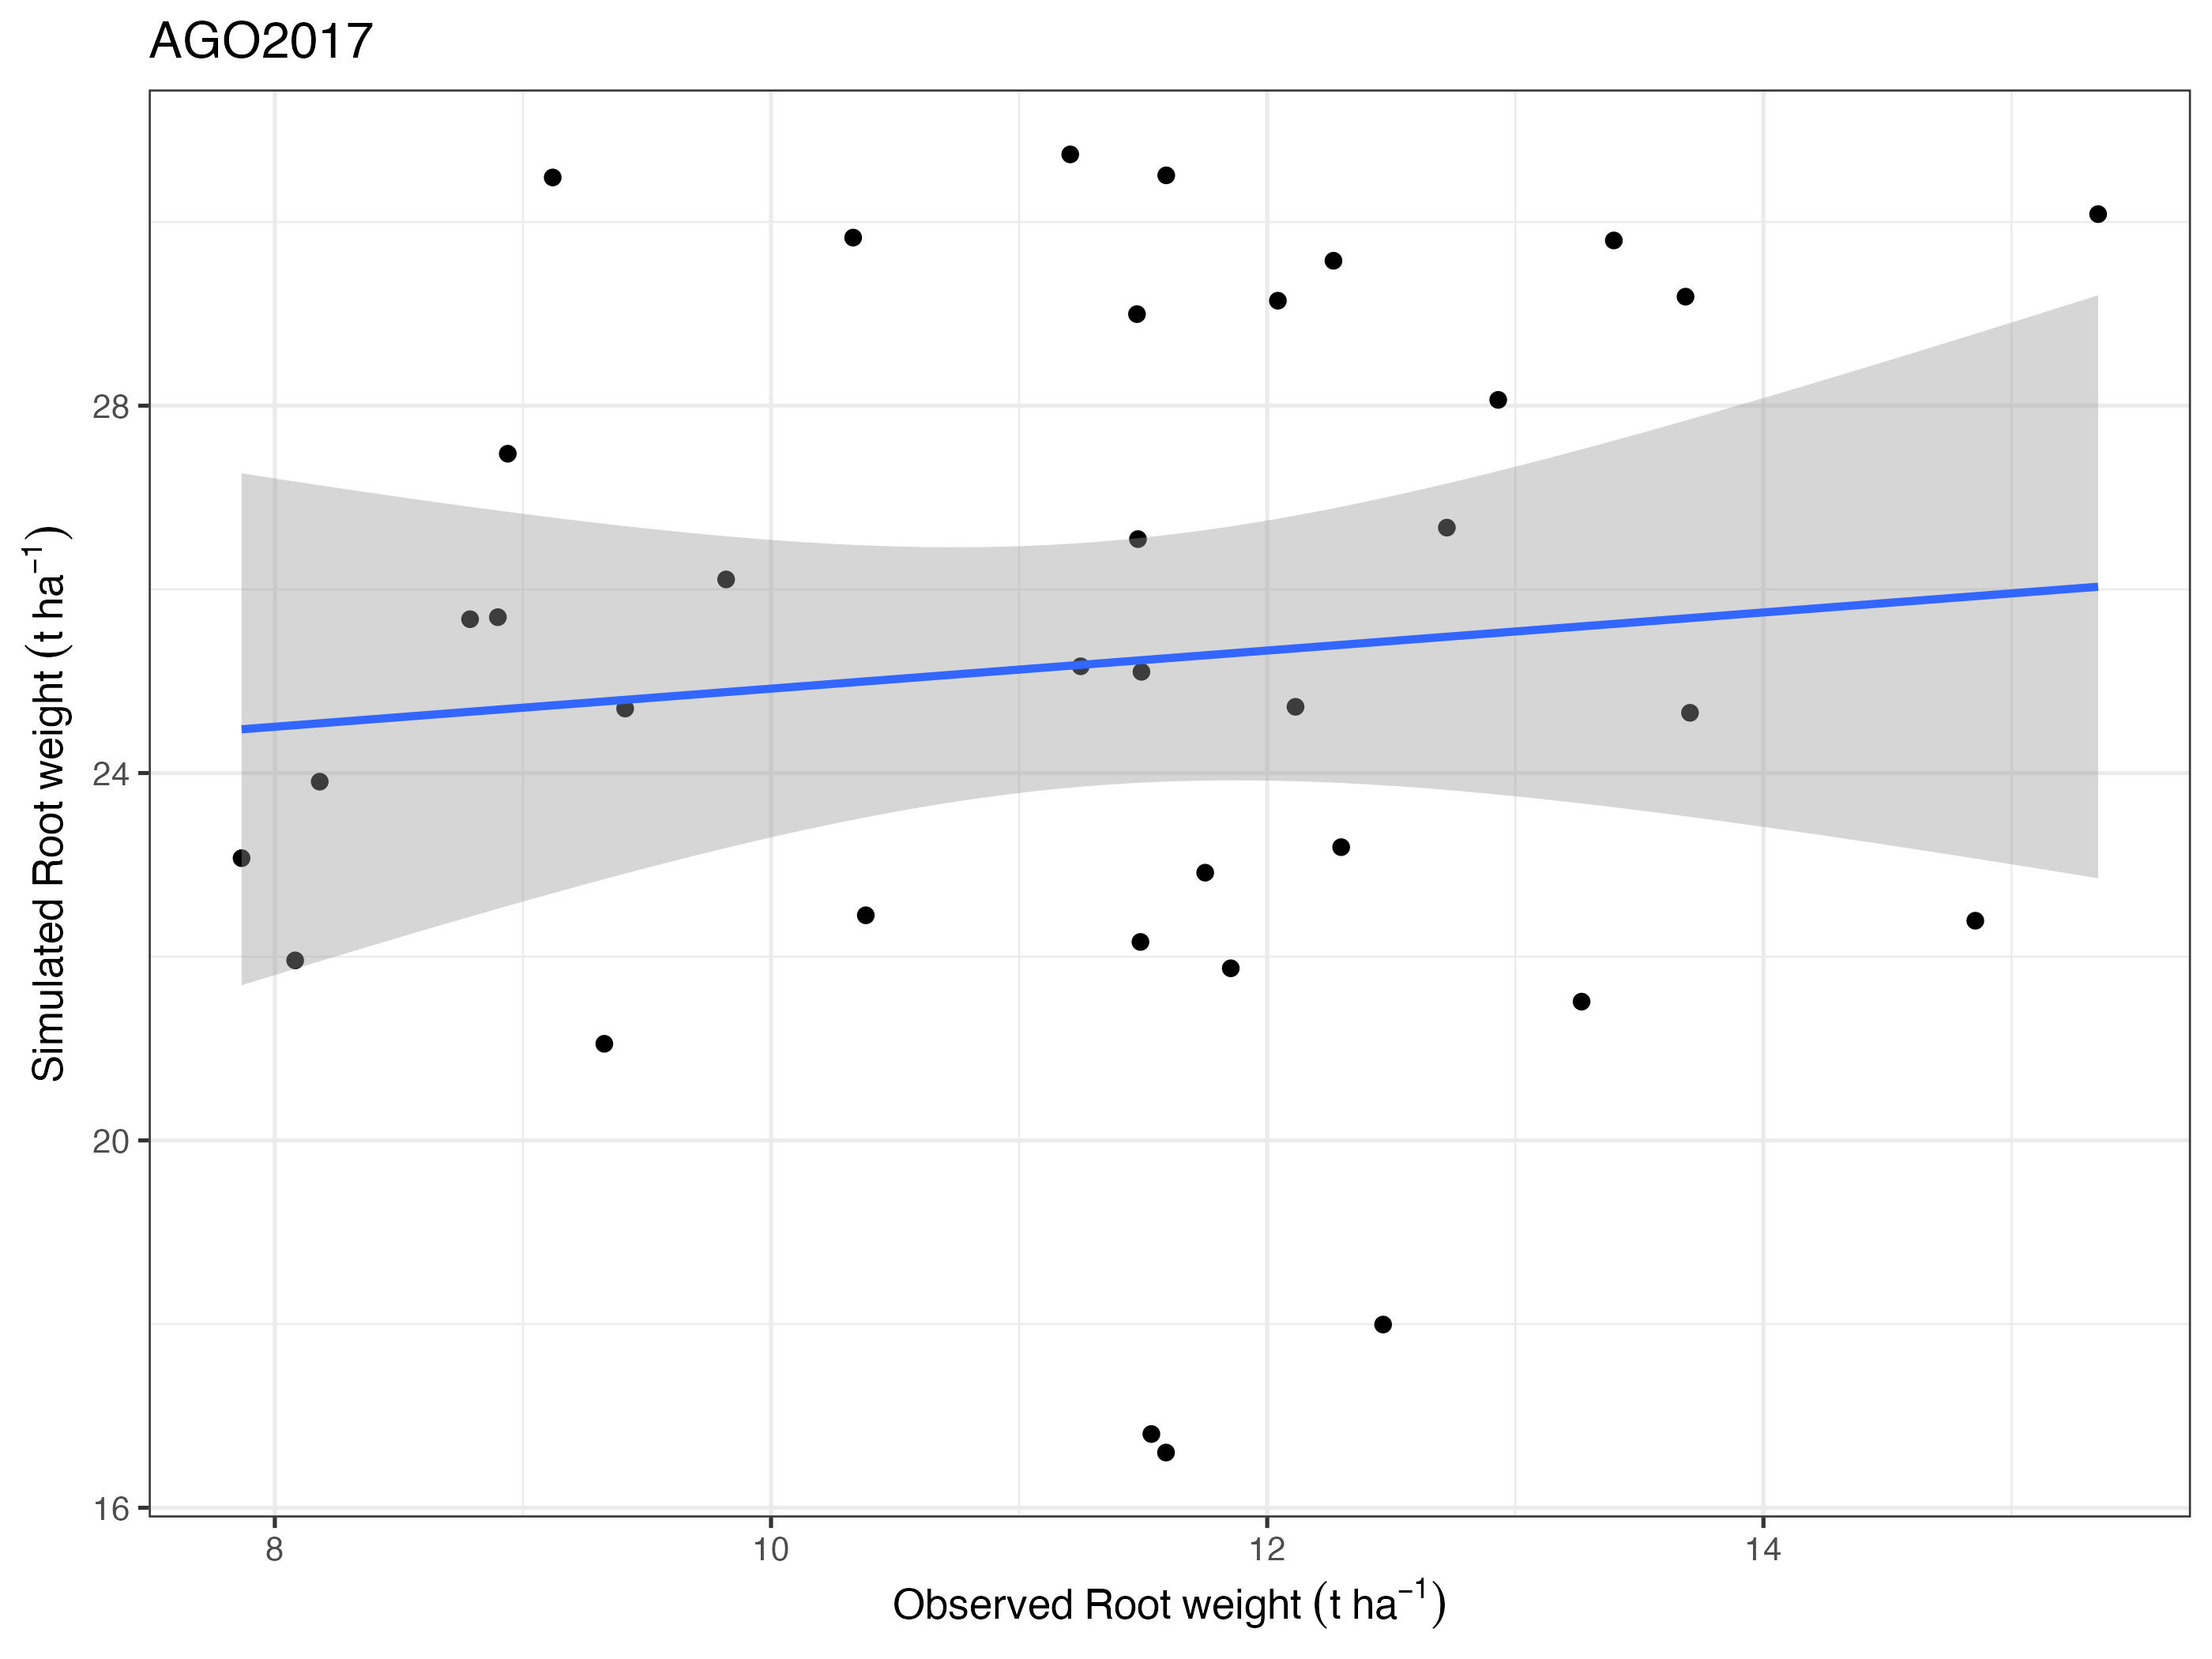 AGO2017
Simulated Root weight (t ha⁻¹)
28
24
20
16
8 10 12 14
Observed Root weight (t ha⁻¹)